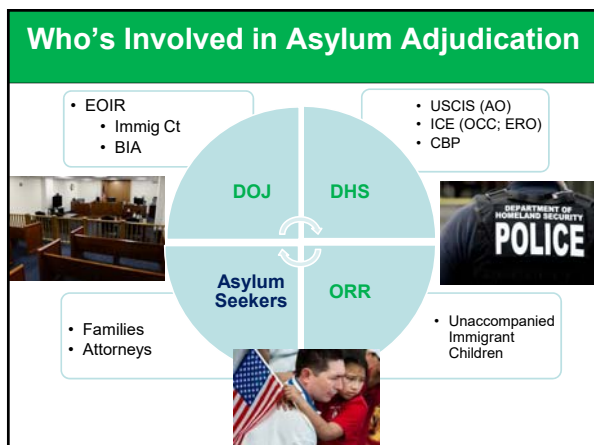 Who's Involved in Asylum Adjudication
• EOIR
• Immig Ct
• BIA
• USCIS (AO)
• ICE (OCC; ERO)
• CBP
DOJ
DHS
DEPARTMENT OF
HOMELAND SECURITY
POLICE
Asylum
Seekers
ORR
• Families
• Attorneys
• Unaccompanied
Immigrant
Children